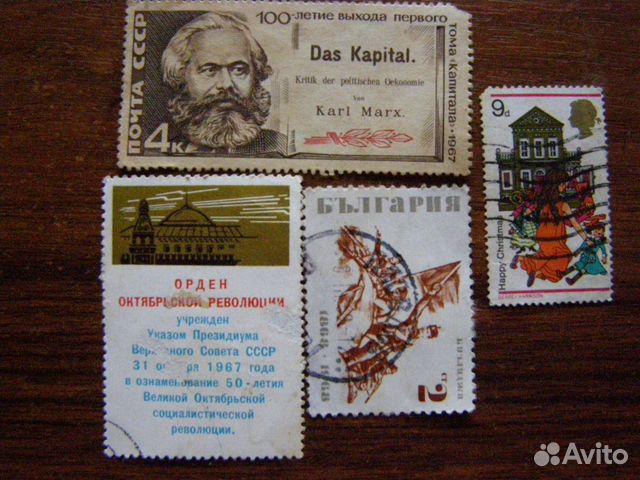 100-летие выхода первого
тома «Капитала» · 1967
ПОЧТА СССР
4к
Das Kapital.
Kritik der politischen Oekonomie
Von
Karl Marx.
9d
Happy Christmas
ОРДЕН
ОКТЯБРЬСКОЙ РЕВОЛЮЦИИ
учрежден
Указом Президиума
Верховного Совета СССР
31 октября 1967 года
в ознаменование 50-летия
Великой Октябрьской
социалистической
революции.
БЪЛГАРИЯ
2 СТ
Avito